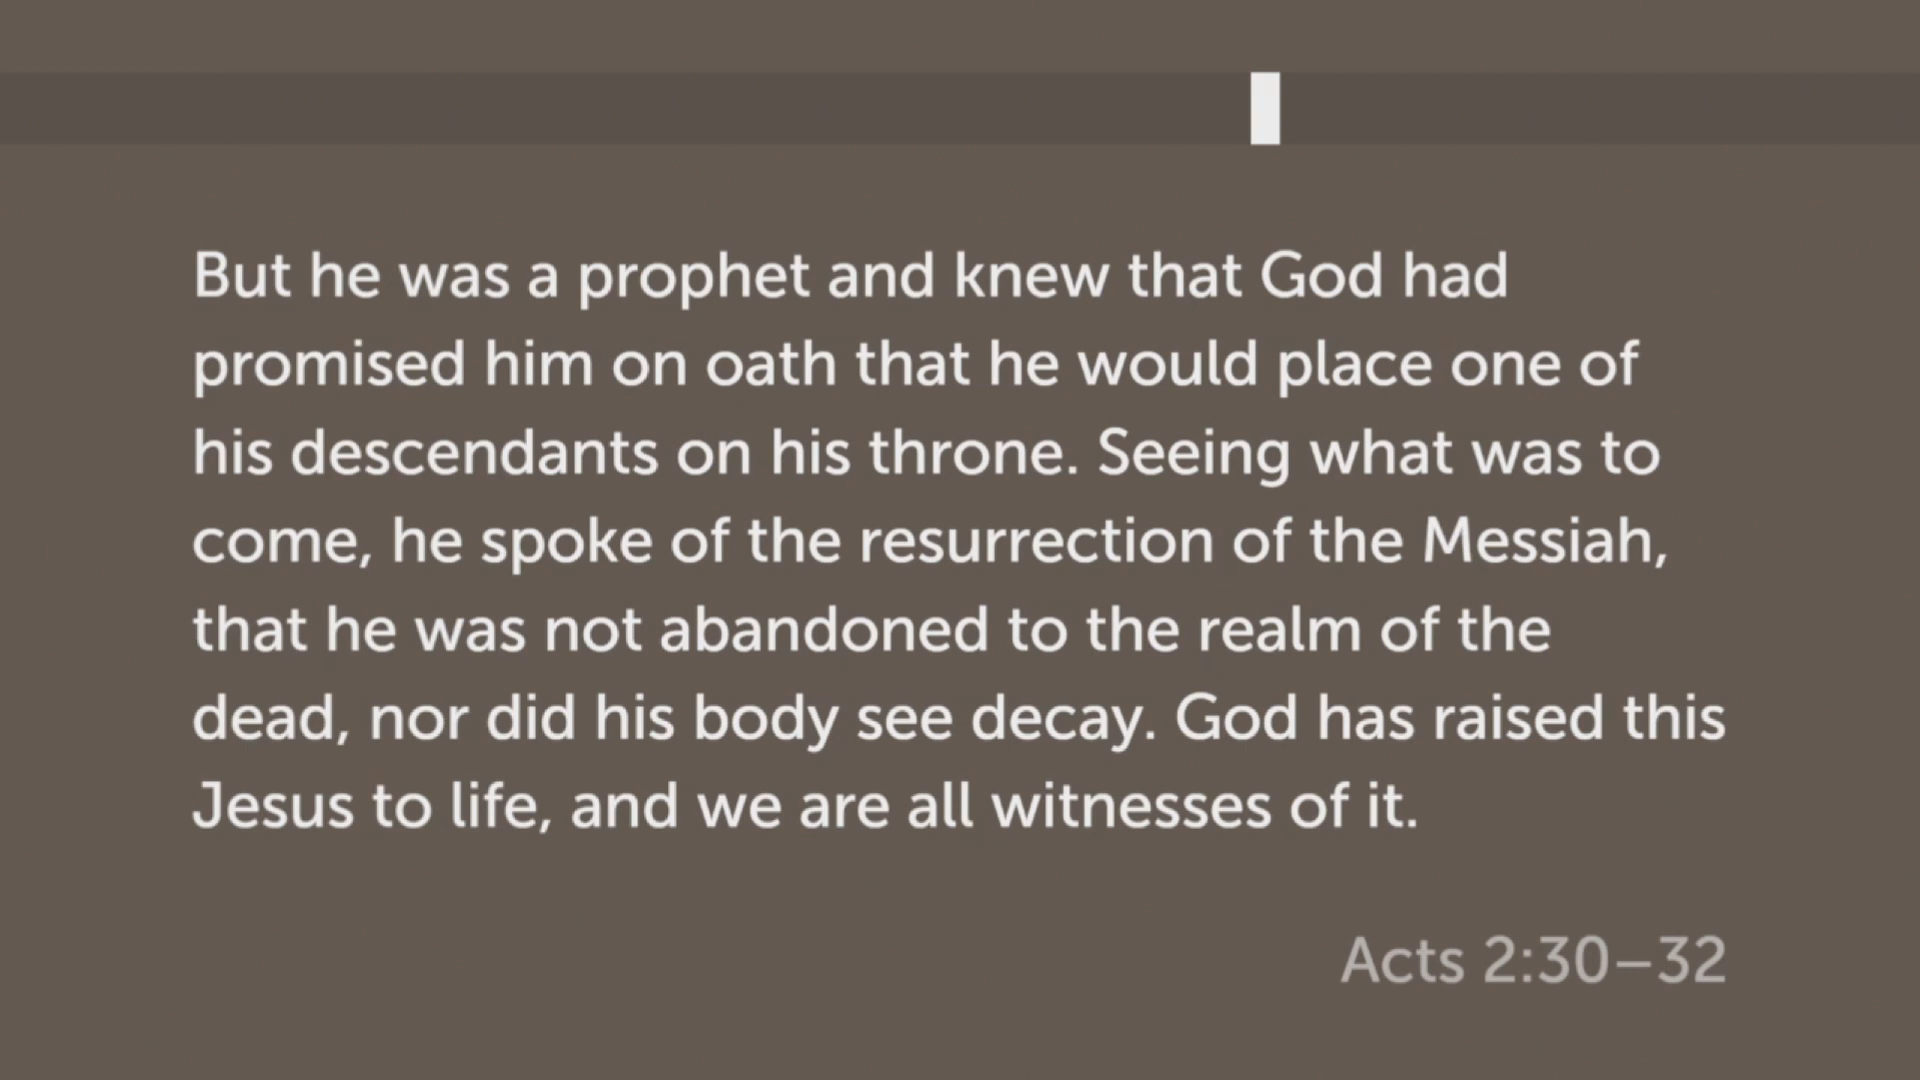 But he was a prophet and knew that God had
promised him on oath that he would place one of
his descendants on his throne. Seeing what was to
come, he spoke of the resurrection of the Messiah,
that he was not abandoned to the realm of the
dead, nor did his body see decay. God has raised this
Jesus to life, and we are all witnesses of it.
Acts 2:30–32